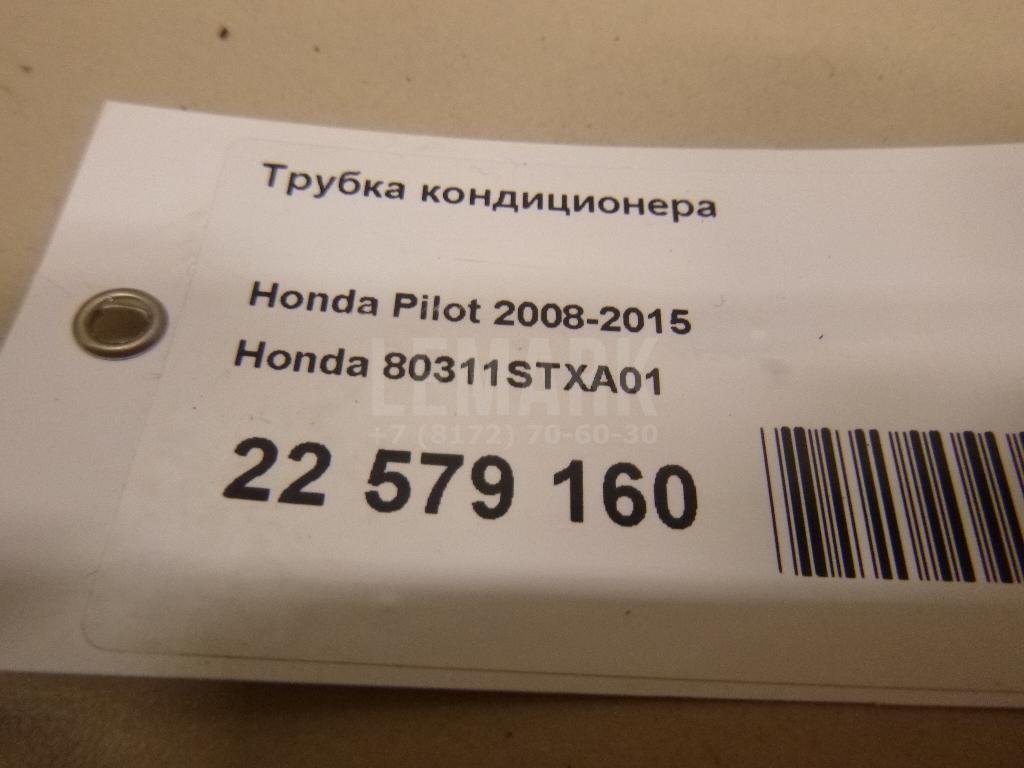 Трубка кондиционера
Honda Pilot 2008-2015
Honda 80311STXA01
LEMARK
+7 (8172) 70-60-30
22 579 160